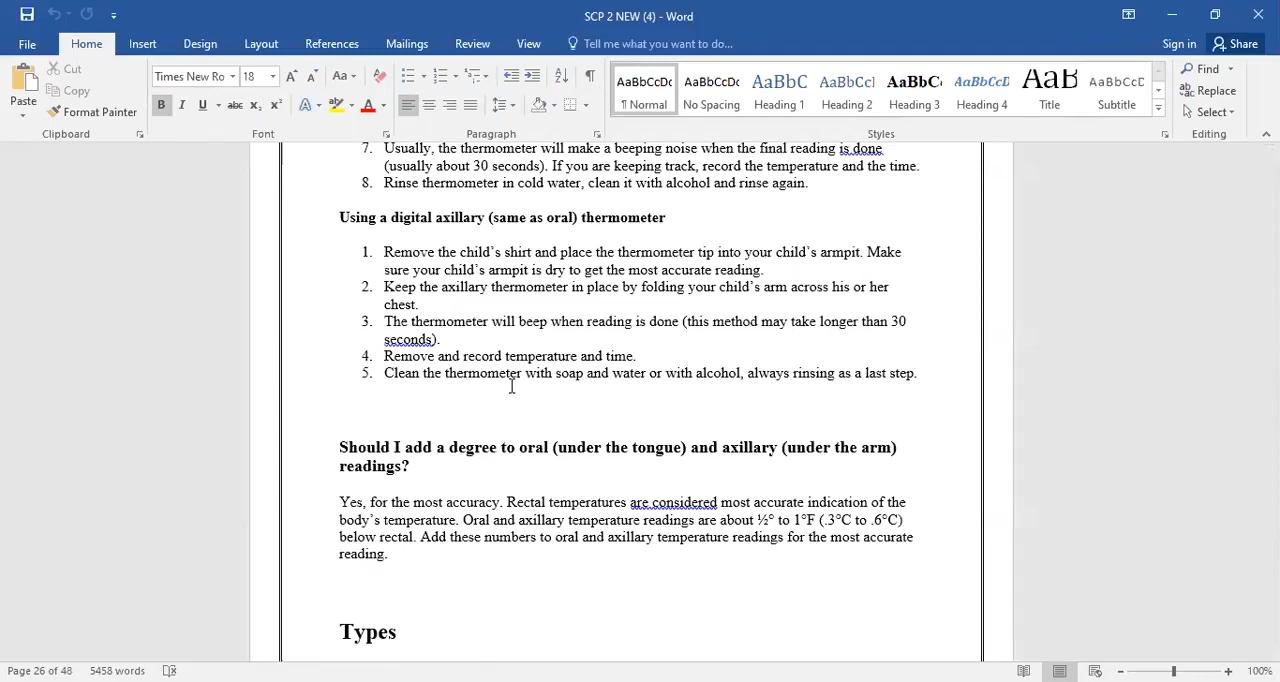 SCP 2 NEW (4) - Word
File Home Insert Design Layout References Mailings Review View Tell me what you want to do... Sign in Share
Paste
Cut
Copy
Format Painter
Clipboard
Times New Ro 18
Aa
B I U abc X₂ X²
Font
Paragraph
AaBbCcDc AaBbCcDc AaBbC AaBbCcI AaBbC AaBbCcD AaB AaBbCcD
¶ Normal No Spacing Heading 1 Heading 2 Heading 3 Heading 4 Title Subtitle
Styles
Find
Replace
Select
Editing
7. Usually, the thermometer will make a beeping noise when the final reading is done
(usually about 30 seconds). If you are keeping track, record the temperature and the time.
8. Rinse thermometer in cold water, clean it with alcohol and rinse again.
Using a digital axillary (same as oral) thermometer
1. Remove the child’s shirt and place the thermometer tip into your child’s armpit. Make
sure your child’s armpit is dry to get the most accurate reading.
2. Keep the axillary thermometer in place by folding your child’s arm across his or her
chest.
3. The thermometer will beep when reading is done (this method may take longer than 30
seconds).
4. Remove and record temperature and time.
5. Clean the thermometer with soap and water or with alcohol, always rinsing as a last step.
Should I add a degree to oral (under the tongue) and axillary (under the arm)
readings?
Yes, for the most accuracy. Rectal temperatures are considered most accurate indication of the
body’s temperature. Oral and axillary temperature readings are about ½° to 1°F (.3°C to .6°C)
below rectal. Add these numbers to oral and axillary temperature readings for the most accurate
reading.
Types
Page 26 of 48 5458 words 100%